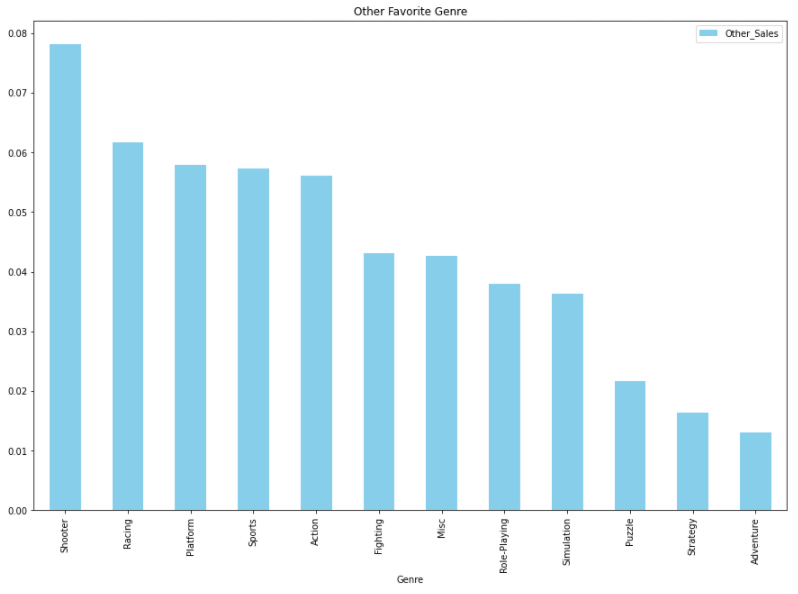 Other Favorite Genre
Other_Sales
0.08
0.07
0.06
0.05
0.04
0.03
0.02
0.01
0.00
Shooter
Racing
Platform
Sports
Action
Fighting
Misc
Role-Playing
Simulation
Puzzle
Strategy
Adventure
Genre